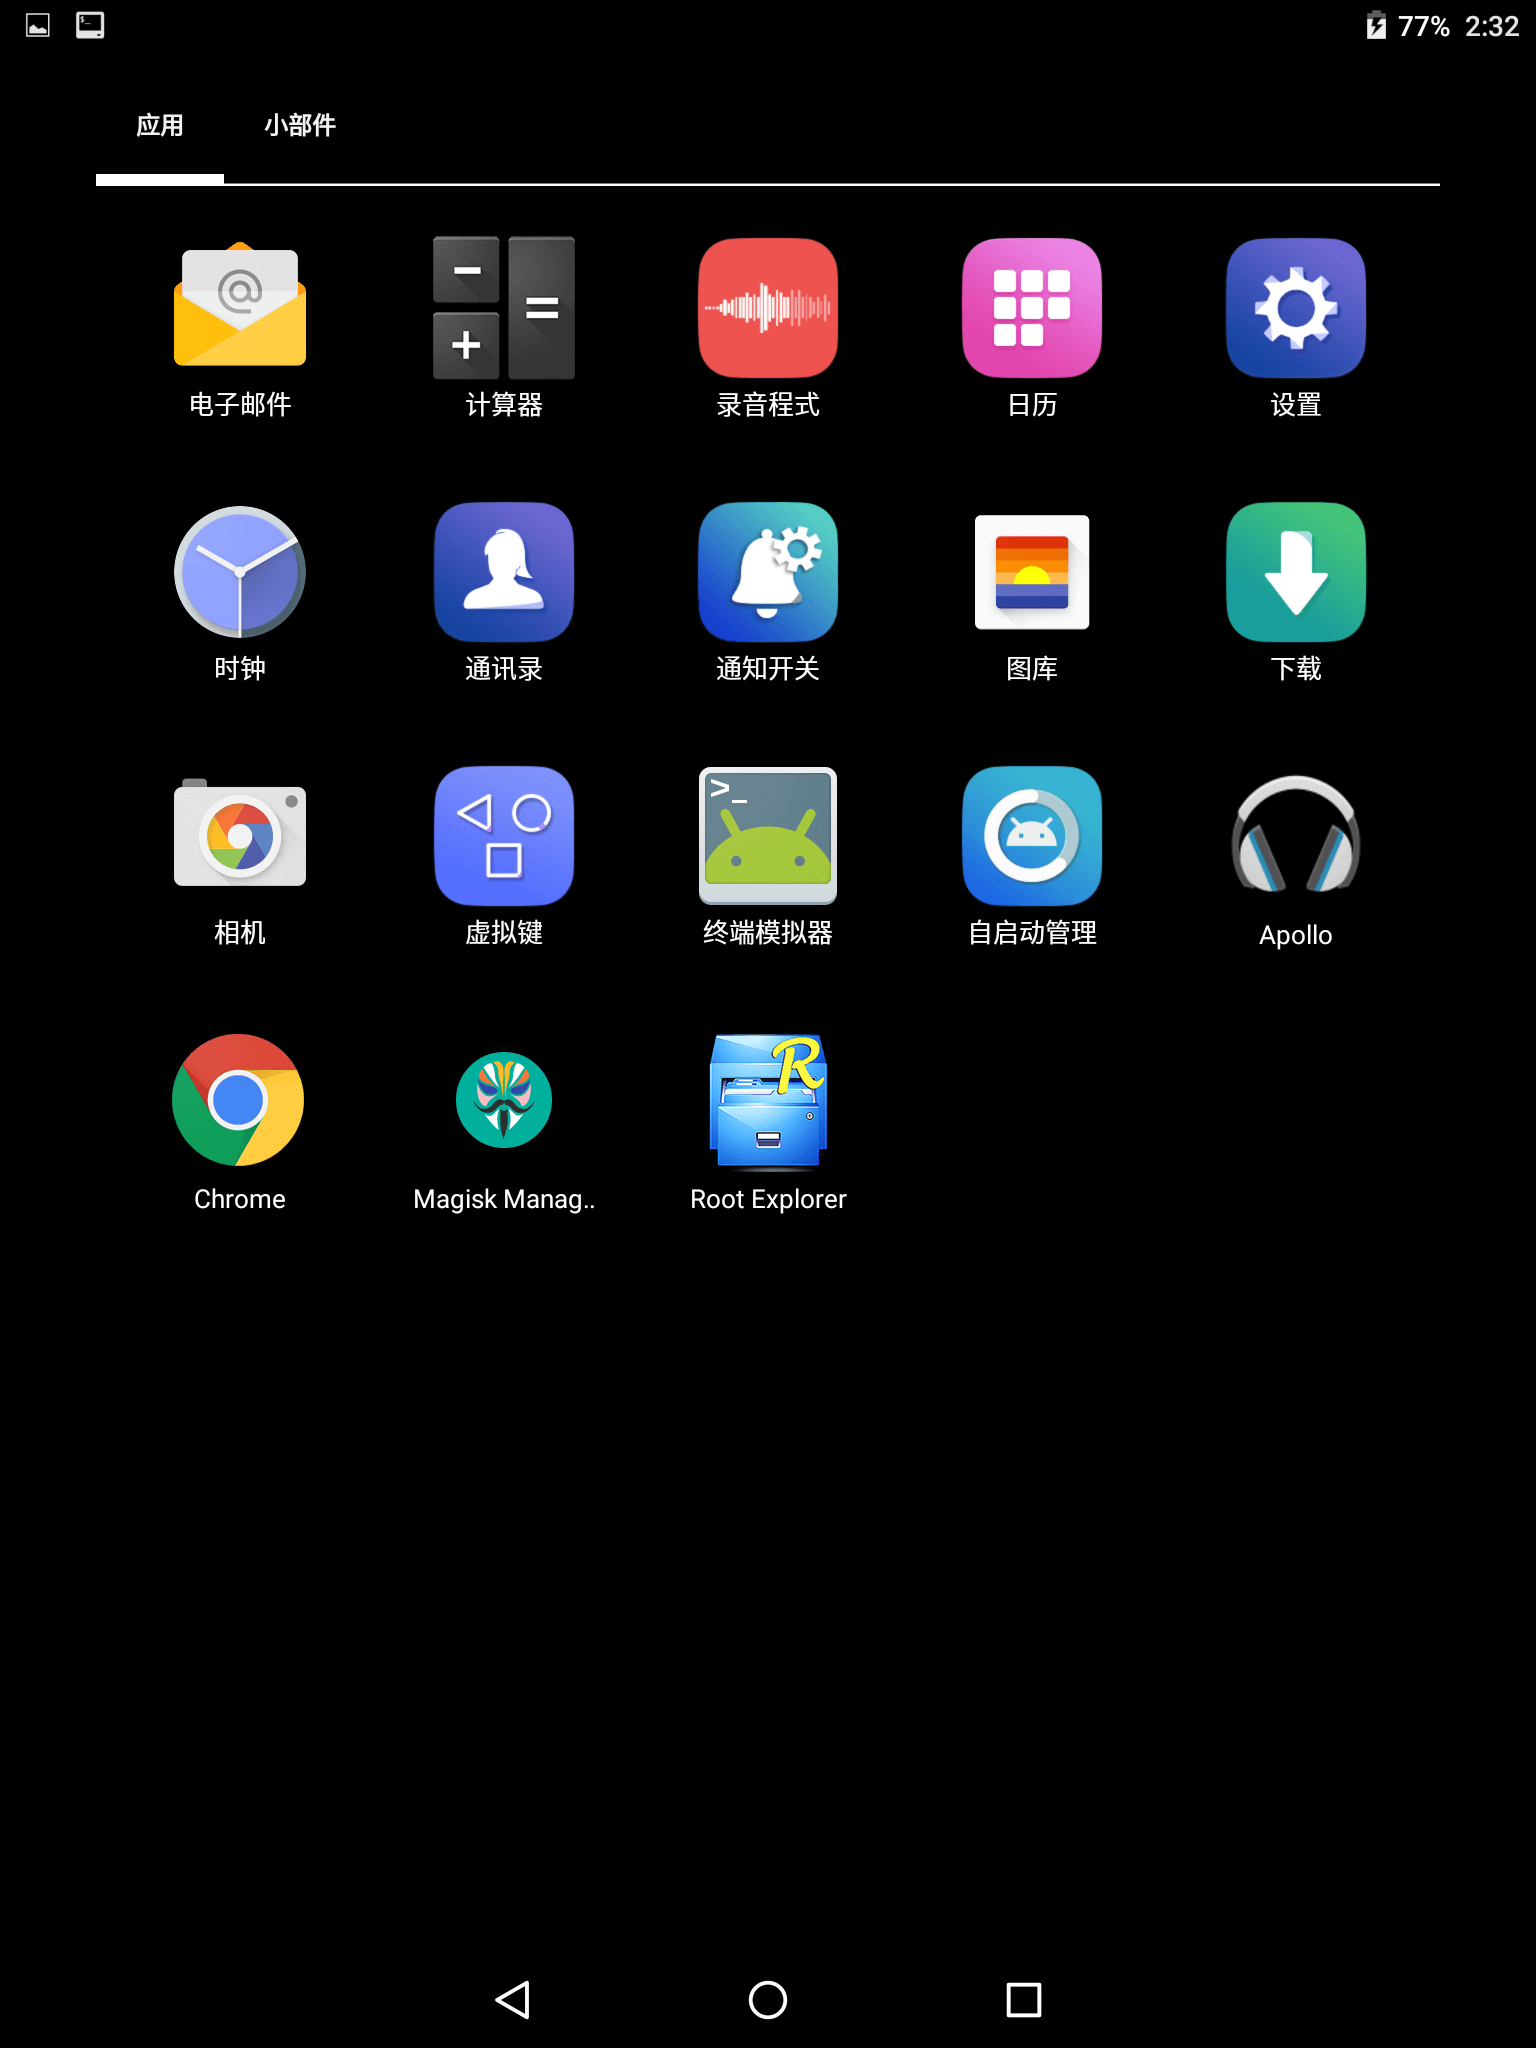 77% 2:32
应用 小部件
电子邮件 计算器 录音程式 日历 设置
时钟 通讯录 通知开关 图库 下载
相机 虚拟键 终端模拟器 自启动管理 Apollo
Chrome Magisk Manag.. Root Explorer